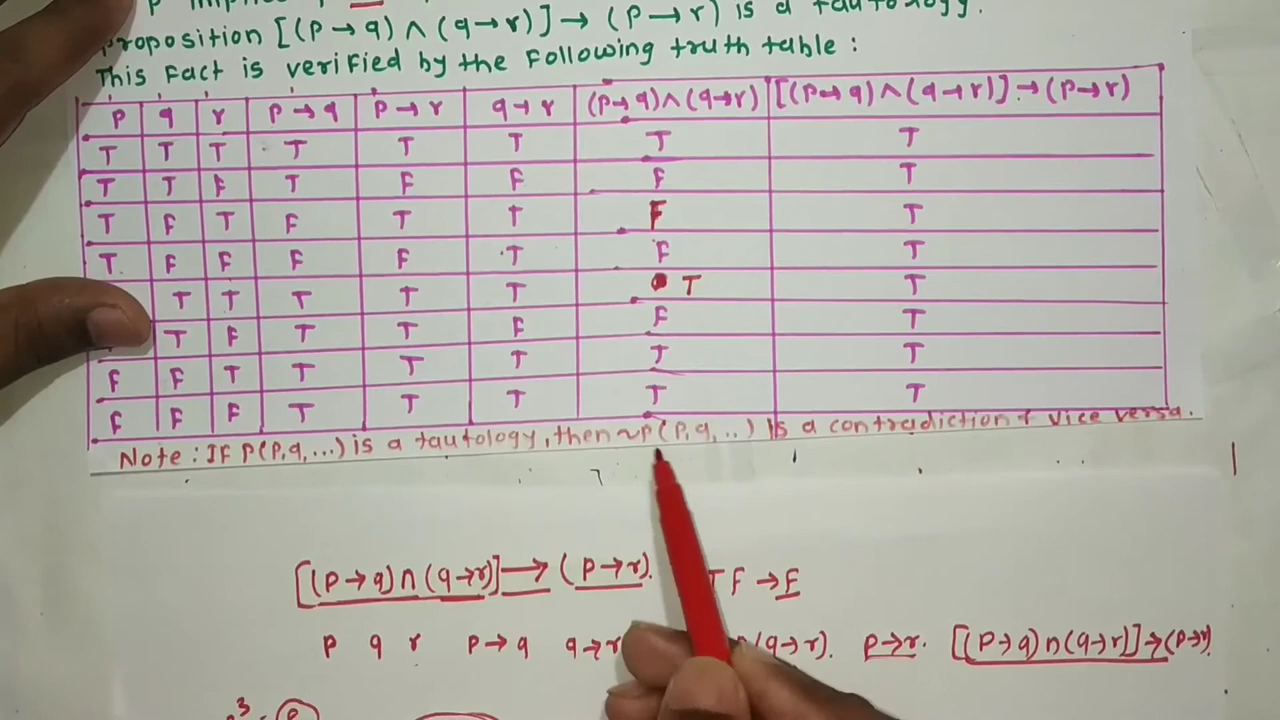 proposition [(P→q) ∧ (q→r)] → (P→r) is a tautology.
This Fact is verified by the Following truth table :
P q r P→q P→r q→r (P→q)∧(q→r) [(P→q)∧(q→r)]→(P→r)
T T T T T T T T
T T F T F F F T
T F T F T T F T
T F F F F T F T
T T T T T T T
T F T T F F T
F F T T T T T T
F F F T T T T T
Note : IF P(P,q,...) is a tautology, then ~P(P,q,..) is a contradiction & vice versa.
[(P→q)∩(q→r)]→(P→r). T F→F
P q r P→q q→r (q→r). P→r. [(P→q)∩(q→r)]→(P→r).
3